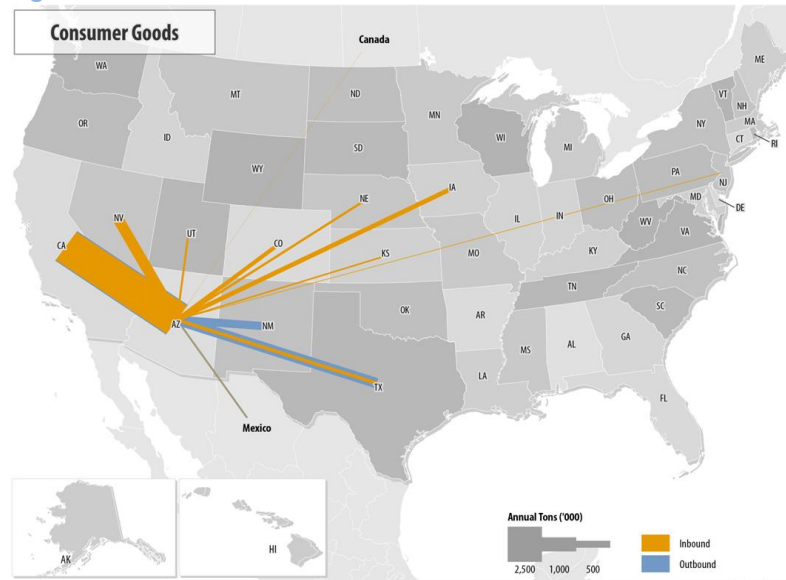 Consumer Goods
Canada
WA
MT
ND
MN
ME
VT
NH
OR
ID
SD
WI
MI
NY
MA
CT
RI
WY
NE
IA
PA
NJ
NV
UT
CO
IL
IN
OH
MD
DE
CA
KS
MO
WV
VA
KY
AZ
NM
OK
TN
NC
AR
SC
TX
MS
AL
GA
LA
FL
Mexico
AK
HI
Annual Tons ('000)
2,500 1,000 500
Inbound
Outbound